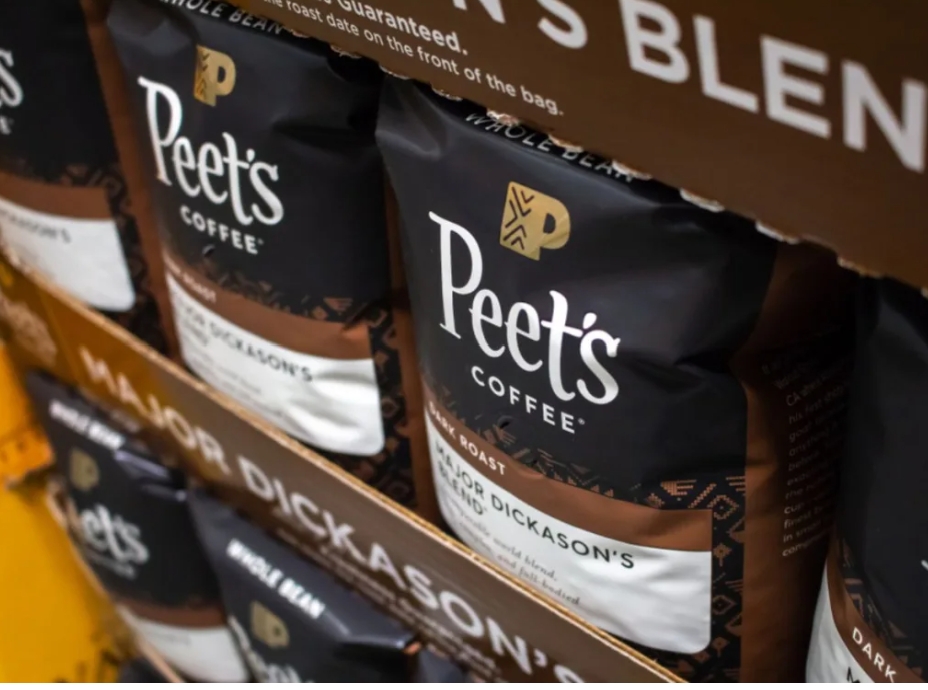 N'S BLEN
s Guaranteed.
the roast date on the front of the bag.
WHOLE BEAN
P
Peet's
COFFEE
ROAST
JOR DICKASON'S
WHOLE BEAN
P
Peet's
COFFEE
DARK ROAST
MAJOR DICKASON'S
BLEND
world blend.
and full bodied
MAJOR DICKASON'S
WHOLE BEAN
P
Peet's
WHOLE BEAN
P
DARK